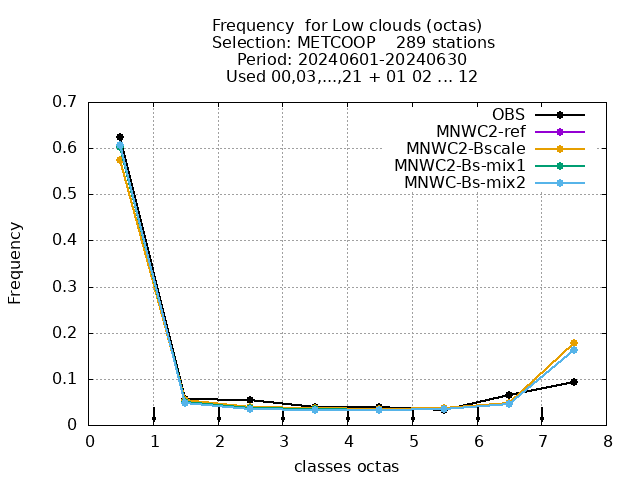 Frequency  for Low clouds (octas)
Selection: METCOOP    289 stations
Period: 20240601-20240630
Used 00,03,...,21 + 01 02 ... 12
0.7
0.6
0.5
0.4
0.3
0.2
0.1
0
Frequency
OBS
MNWC2-ref
MNWC2-Bscale
MNWC2-Bs-mix1
MNWC-Bs-mix2
0 1 2 3 4 5 6 7 8
classes octas